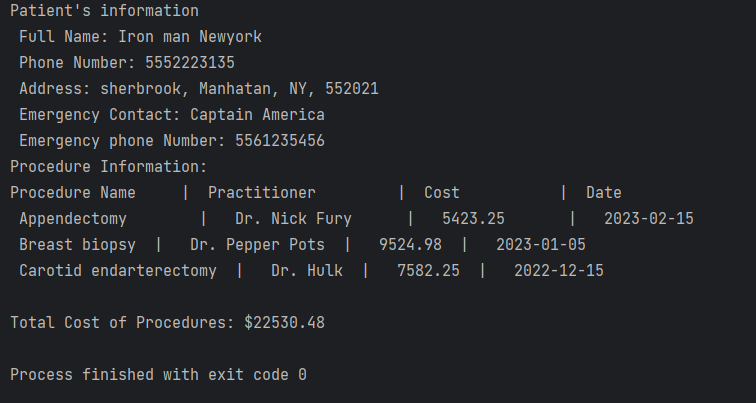 Patient's information
 Full Name: Iron man Newyork
 Phone Number: 5552223135
 Address: sherbrook, Manhatan, NY, 552021
 Emergency Contact: Captain America
 Emergency phone Number: 5561235456
Procedure Information:
Procedure Name     |  Practitioner         |  Cost           |  Date
 Appendectomy        |   Dr. Nick Fury      |   5423.25       |   2023-02-15
 Breast biopsy  |   Dr. Pepper Pots  |   9524.98  |   2023-01-05
 Carotid endarterectomy  |   Dr. Hulk  |   7582.25  |   2022-12-15
Total Cost of Procedures: $22530.48
Process finished with exit code 0